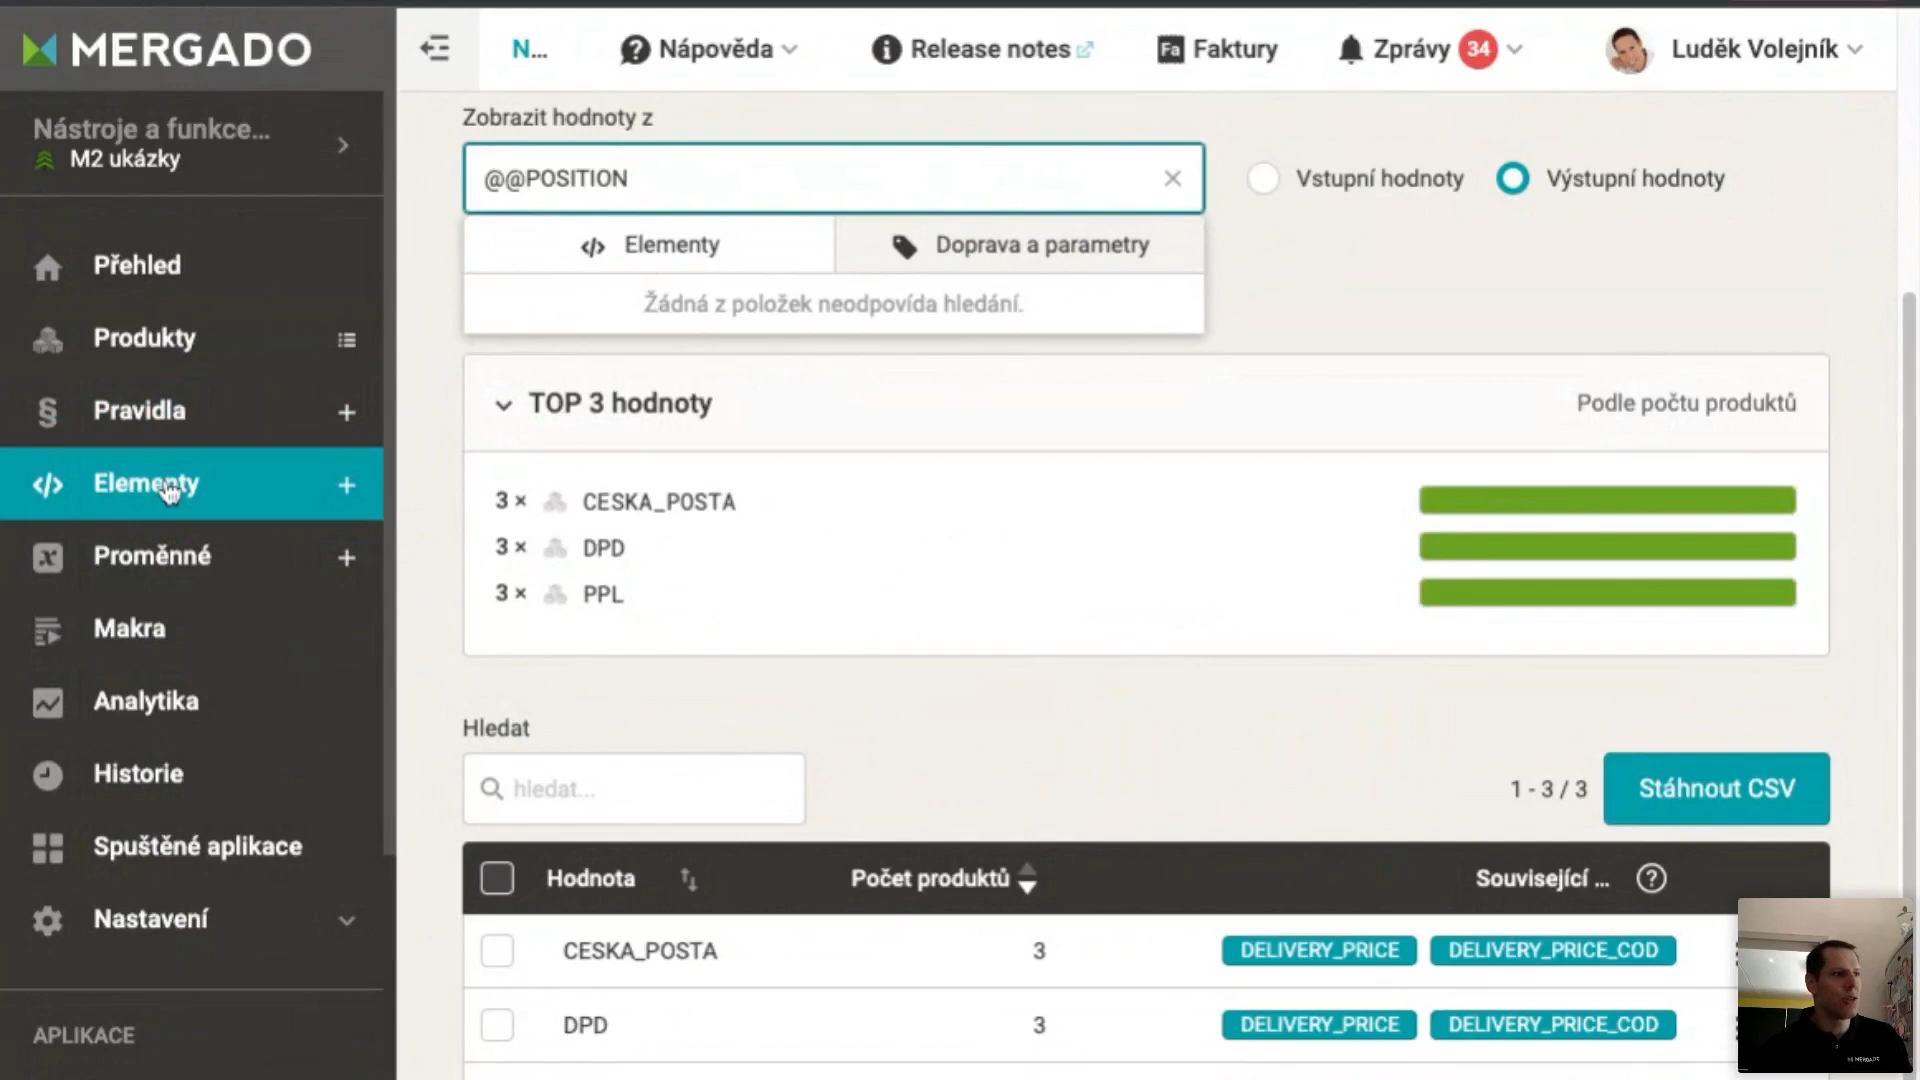 MERGADO
N...
Nápověda
Release notes
Fa
Faktury
Zprávy 34
Luděk Volejník
Nástroje a funkce...
M2 ukázky
Přehled
Produkty
Pravidla
Elementy
Proměnné
Makra
Analytika
Historie
Spuštěné aplikace
Nastavení
APLIKACE
Zobrazit hodnoty z
@@POSITION
Vstupní hodnoty
Výstupní hodnoty
Elementy
Doprava a parametry
Žádná z položek neodpovída hledání.
TOP 3 hodnoty
Podle počtu produktů
3 × CESKA_POSTA
3 × DPD
3 × PPL
Hledat
hledat...
1 - 3 / 3
Stáhnout CSV
Hodnota
Počet produktů
Související ...
CESKA_POSTA 3 DELIVERY_PRICE DELIVERY_PRICE_COD
DPD 3 DELIVERY_PRICE DELIVERY_PRICE_COD
MERGADO